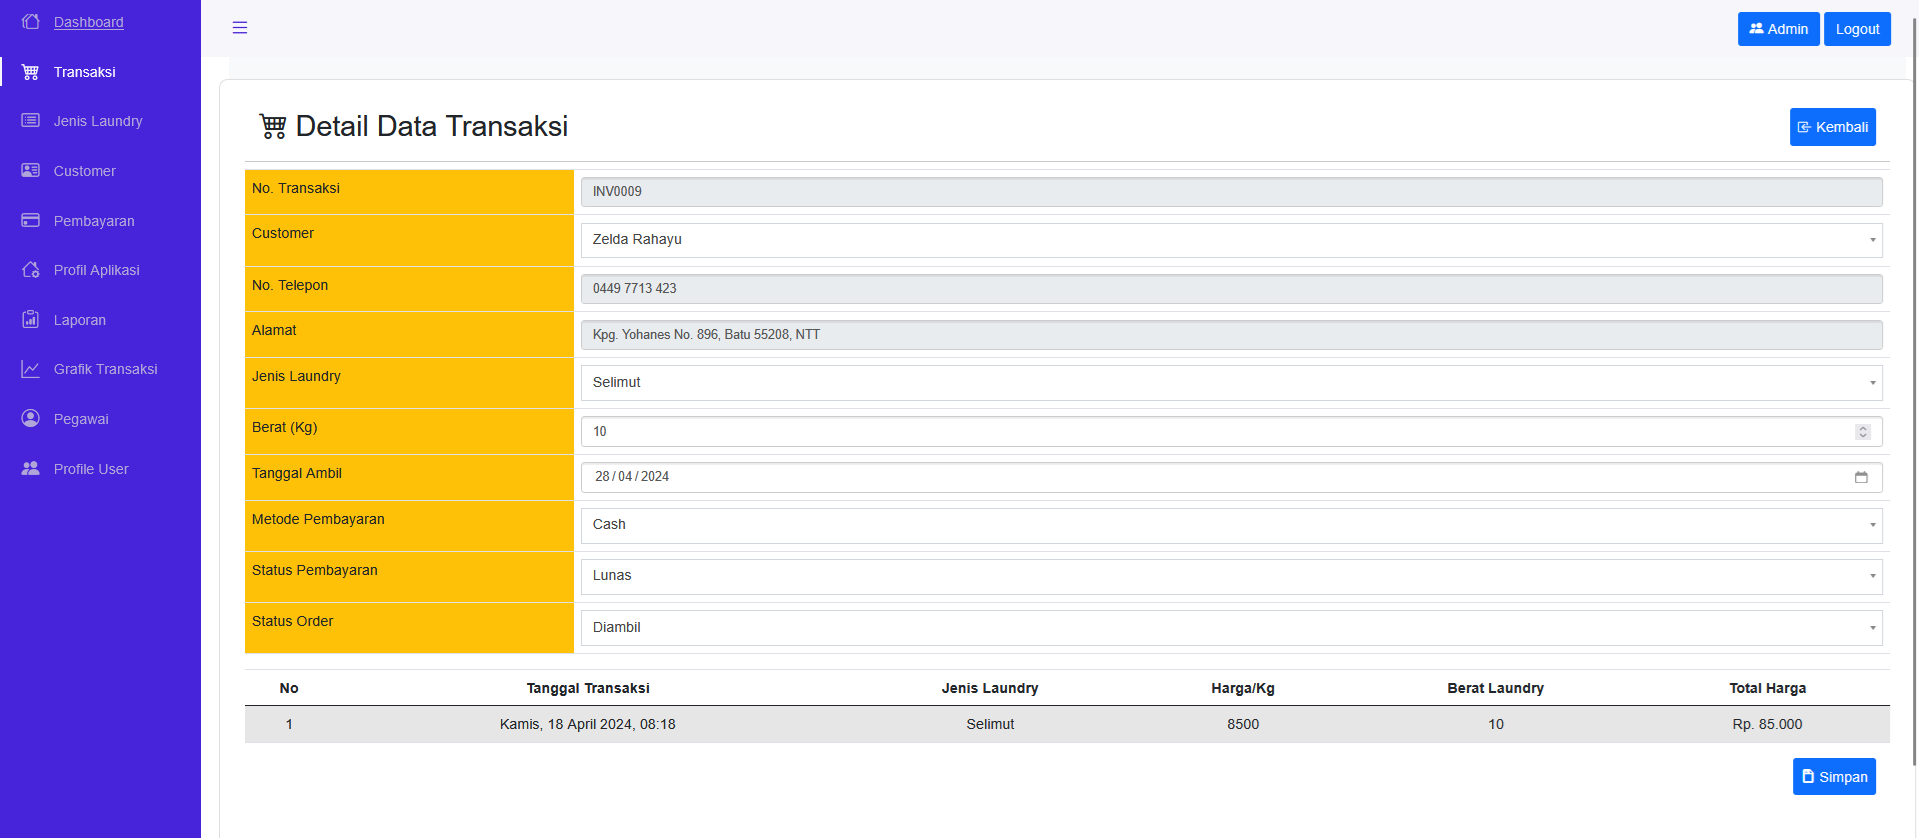 Dashboard
Transaksi
Jenis Laundry
Customer
Pembayaran
Profil Aplikasi
Laporan
Grafik Transaksi
Pegawai
Profile User
Admin
Logout
Detail Data Transaksi
Kembali
No. Transaksi INV0009
Customer Zelda Rahayu
No. Telepon 0449 7713 423
Alamat Kpg. Yohanes No. 896, Batu 55208, NTT
Jenis Laundry Selimut
Berat (Kg) 10
Tanggal Ambil 28/04/2024
Metode Pembayaran Cash
Status Pembayaran Lunas
Status Order Diambil
No Tanggal Transaksi Jenis Laundry Harga/Kg Berat Laundry Total Harga
1 Kamis, 18 April 2024, 08:18 Selimut 8500 10 Rp. 85.000
Simpan